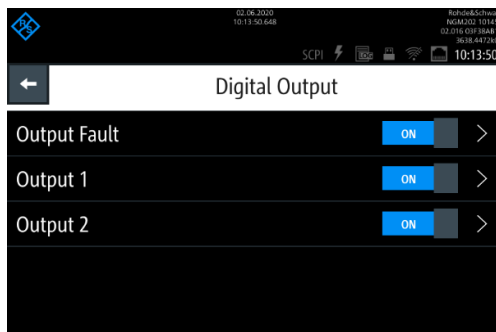 02.06.2020
10:13:50.648
Rohde&Schwa
NGM202 1014
02.016 03F38AB
3638.4472k
SCPI
10:13:50
Digital Output
Output Fault ON
Output 1 ON
Output 2 ON